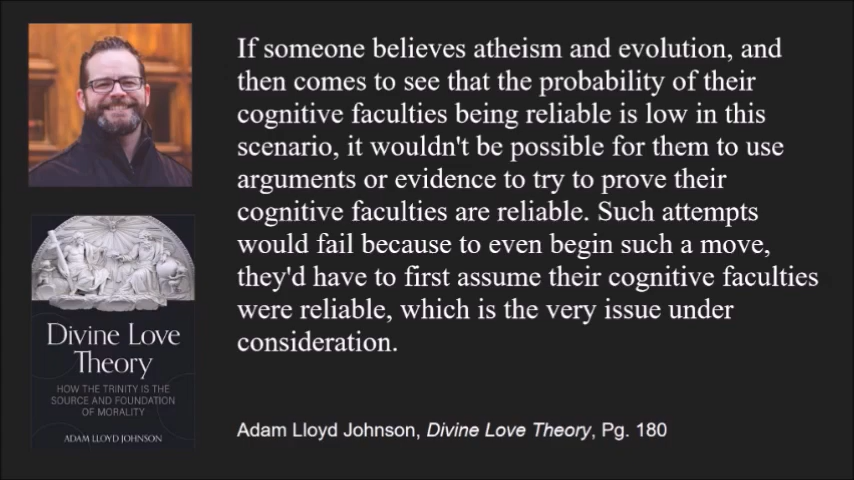 If someone believes atheism and evolution, and
then comes to see that the probability of their
cognitive faculties being reliable is low in this
scenario, it wouldn't be possible for them to use
arguments or evidence to try to prove their
cognitive faculties are reliable. Such attempts
would fail because to even begin such a move,
they'd have to first assume their cognitive faculties
were reliable, which is the very issue under
consideration.
Adam Lloyd Johnson, Divine Love Theory, Pg. 180
Divine Love
Theory
HOW THE TRINITY IS THE
SOURCE AND FOUNDATION
OF MORALITY
ADAM LLOYD JOHNSON